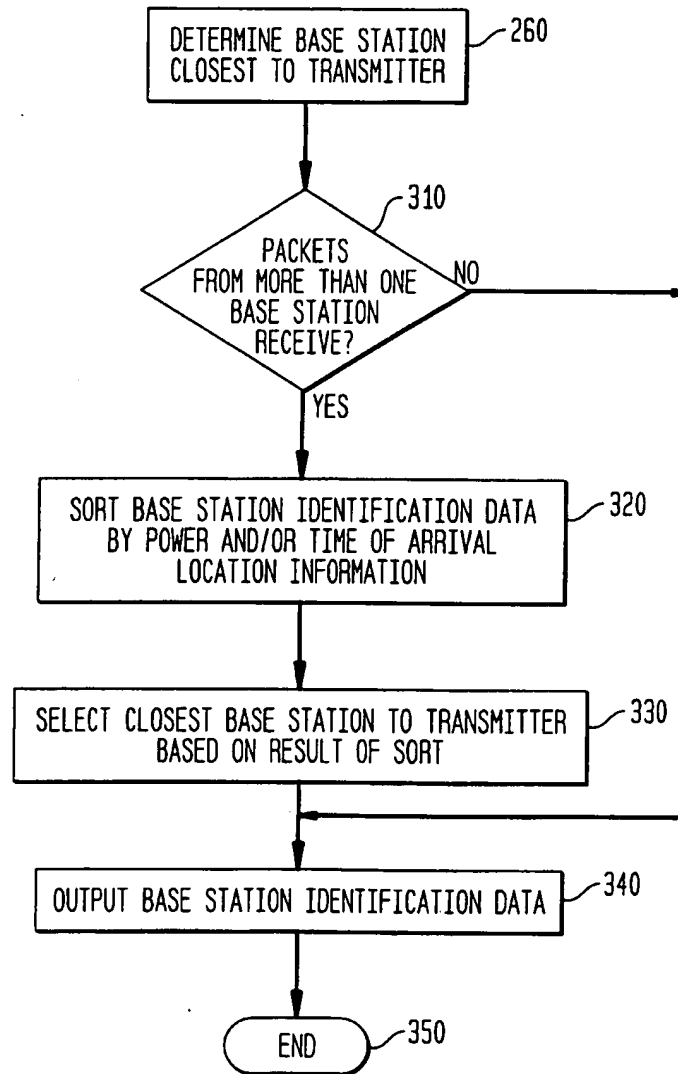 DETERMINE BASE STATION
CLOSEST TO TRANSMITTER
260
310
PACKETS
FROM MORE THAN ONE
BASE STATION
RECEIVE?
NO
YES
SORT BASE STATION IDENTIFICATION DATA
BY POWER AND/OR TIME OF ARRIVAL
LOCATION INFORMATION
320
SELECT CLOSEST BASE STATION TO TRANSMITTER
BASED ON RESULT OF SORT
330
OUTPUT BASE STATION IDENTIFICATION DATA
340
END
350